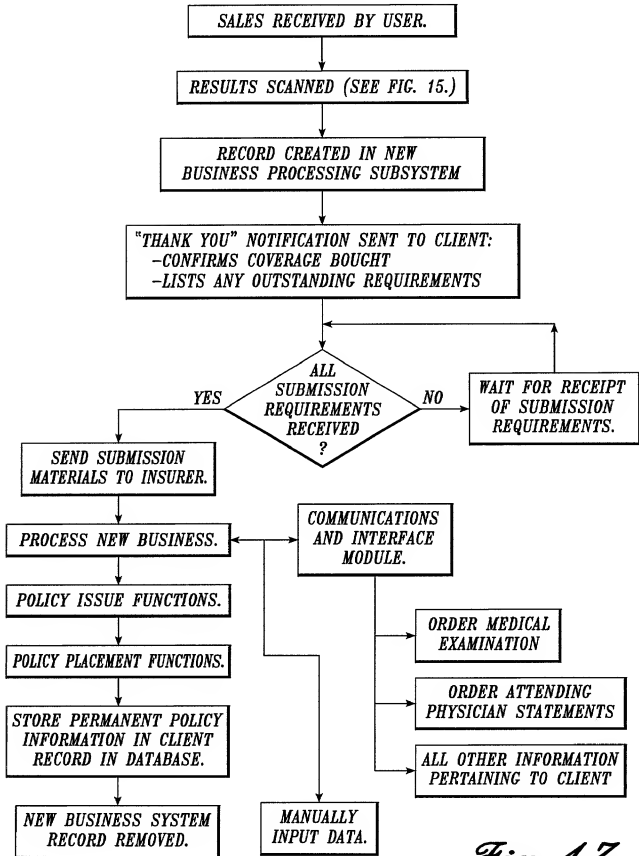 SALES RECEIVED BY USER.
RESULTS SCANNED (SEE FIG. 15.)
RECORD CREATED IN NEW
BUSINESS PROCESSING SUBSYSTEM
"THANK YOU" NOTIFICATION SENT TO CLIENT:
-CONFIRMS COVERAGE BOUGHT
-LISTS ANY OUTSTANDING REQUIREMENTS
ALL
SUBMISSION
REQUIREMENTS
RECEIVED
?
YES
NO
WAIT FOR RECEIPT
OF SUBMISSION
REQUIREMENTS.
SEND SUBMISSION
MATERIALS TO INSURER.
PROCESS NEW BUSINESS.
COMMUNICATIONS
AND INTERFACE
MODULE.
POLICY ISSUE FUNCTIONS.
POLICY PLACEMENT FUNCTIONS.
STORE PERMANENT POLICY
INFORMATION IN CLIENT
RECORD IN DATABASE.
NEW BUSINESS SYSTEM
RECORD REMOVED.
MANUALLY
INPUT DATA.
ORDER MEDICAL
EXAMINATION
ORDER ATTENDING
PHYSICIAN STATEMENTS
ALL OTHER INFORMATION
PERTAINING TO CLIENT
Fig. 17